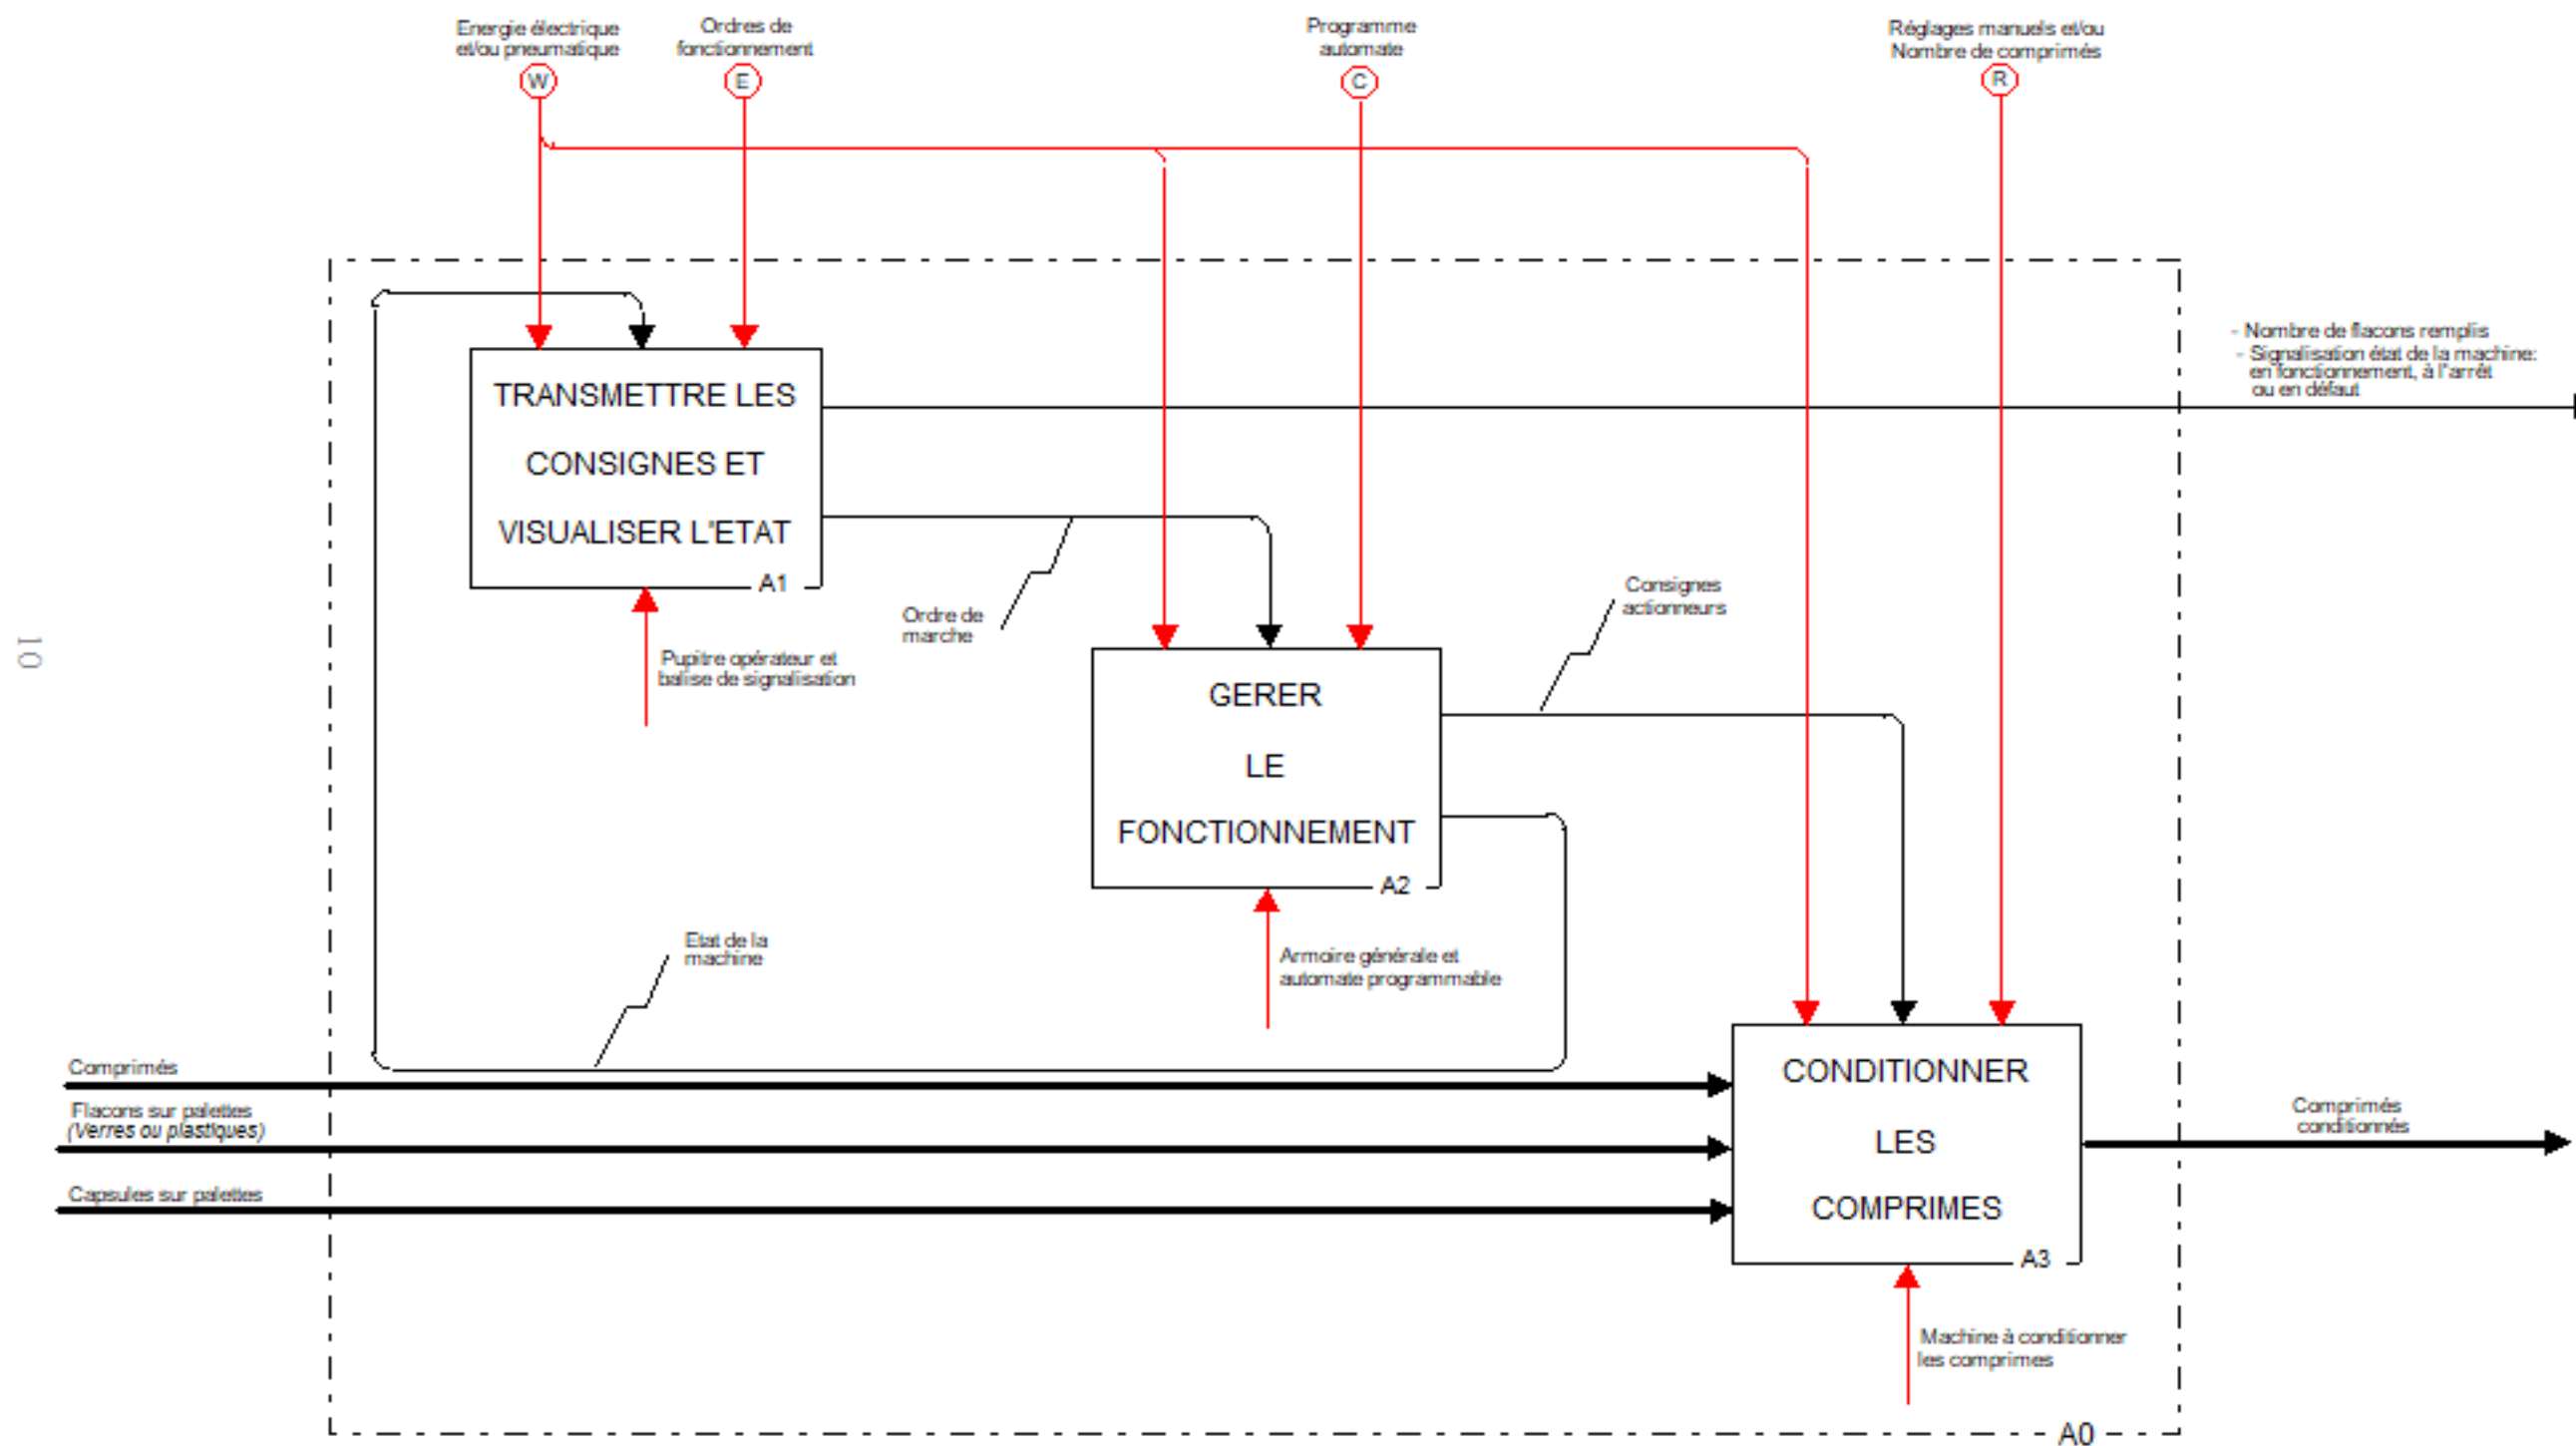 Energie électrique
et/ou pneumatique
W
Ordres de
fonctionnement
E
Programme
automate
C
Réglages manuels et/ou
Nombre de comprimés
R
- Nombre de flacons remplis
- Signalisation état de la machine:
en fonctionnement, à l'arrêt
ou en défaut
TRANSMETTRE LES
CONSIGNES ET
VISUALISER L'ETAT
A1
Pupitre opérateur et
balise de signalisation
Ordre de
marche
Consignes
actionneurs
GERER
LE
FONCTIONNEMENT
A2
Armoire générale et
automate programmable
Etat de la
machine
Comprimés
Flacons sur palettes
(Verres ou plastiques)
Capsules sur palettes
CONDITIONNER
LES
COMPRIMES
A3
Comprimés
conditionnés
Machine à conditionner
les comprimes
A0
10